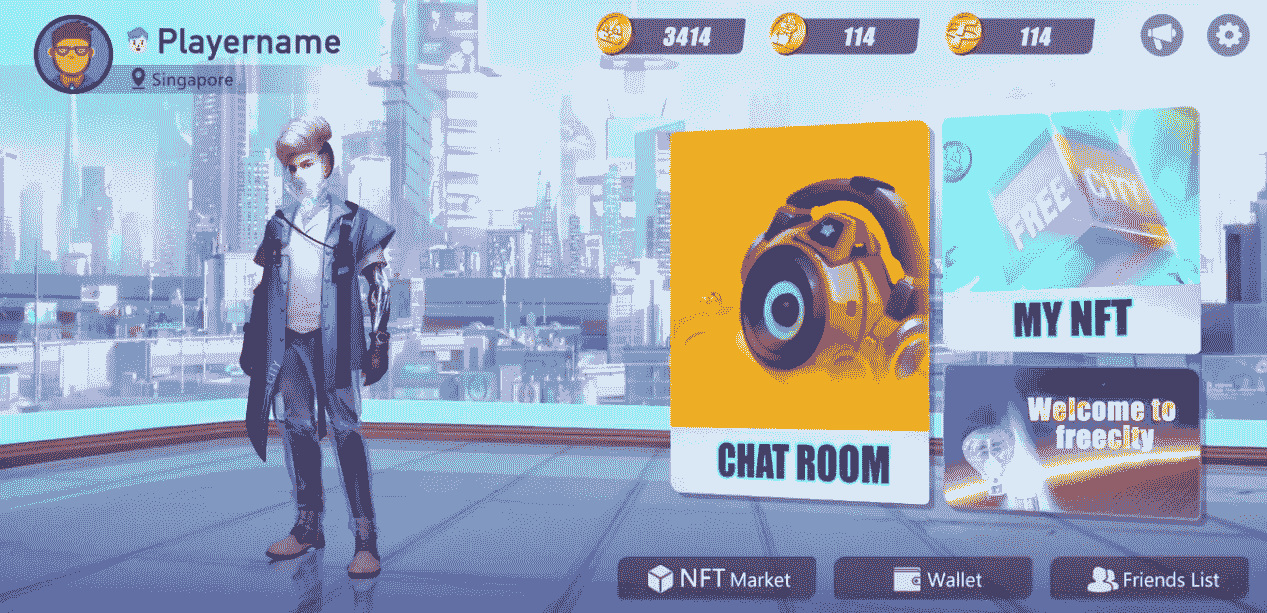 Playername
Singapore
3414
114
114
FREE
GIFT
MY NFT
CHAT ROOM
Welcome to
freecity
CITY
NFT Market
Wallet
Friends List